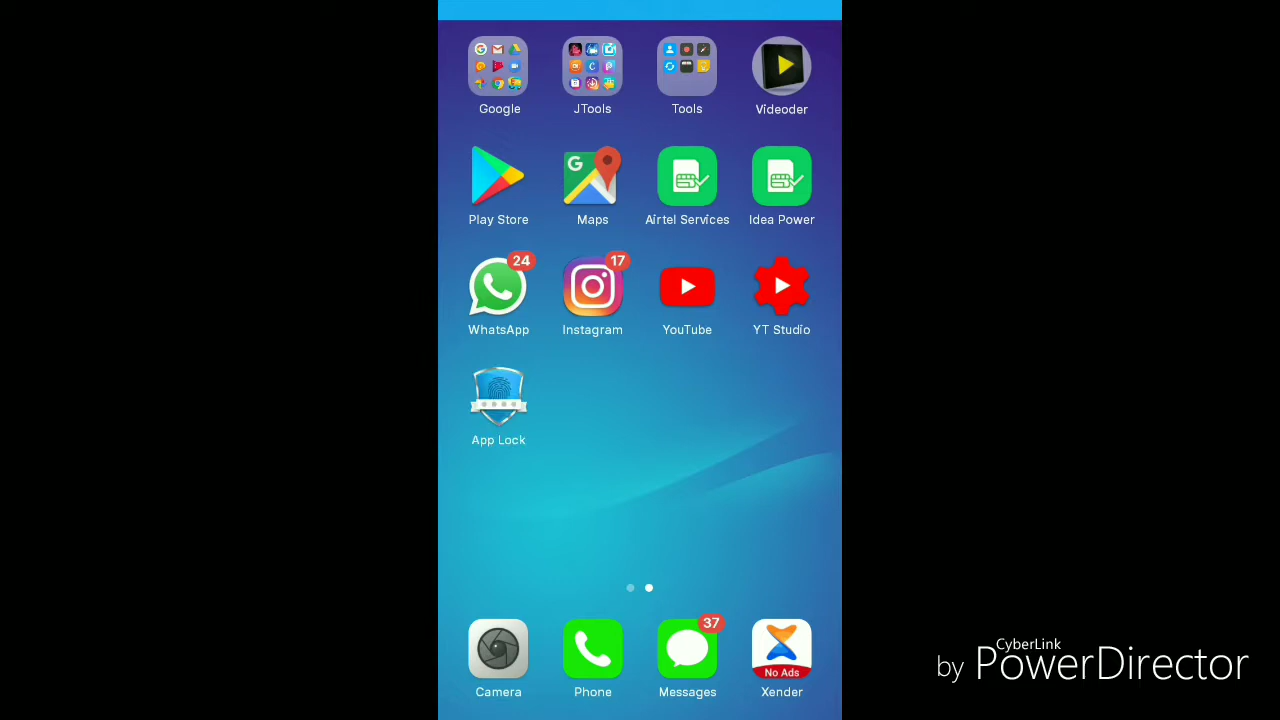 Google JTools Tools Videoder
Play Store Maps Airtel Services Idea Power
24 17
WhatsApp Instagram YouTube YT Studio
App Lock
37
No Ads
Camera Phone Messages Xender
CyberLink
by PowerDirector